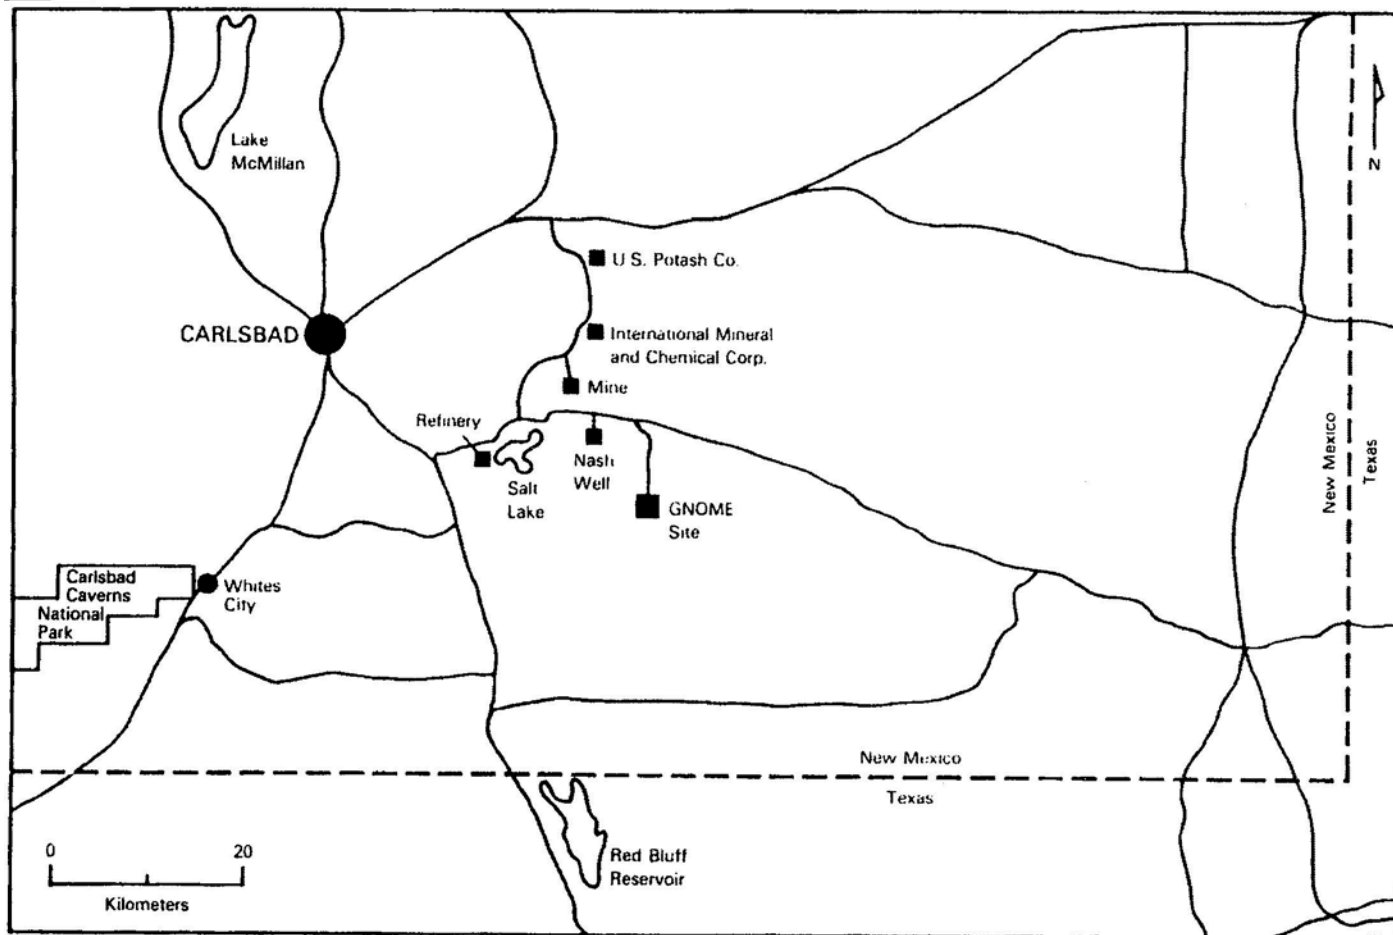 Lake
McMillan
N
U.S. Potash Co.
CARLSBAD
International Mineral
and Chemical Corp.
Mine
Refinery
Nash
Well
Salt
Lake
GNOME
Site
New Mexico
Texas
Carlsbad
Caverns
National
Park
Whites
City
New Mexico
Texas
0 20
Kilometers
Red Bluff
Reservoir